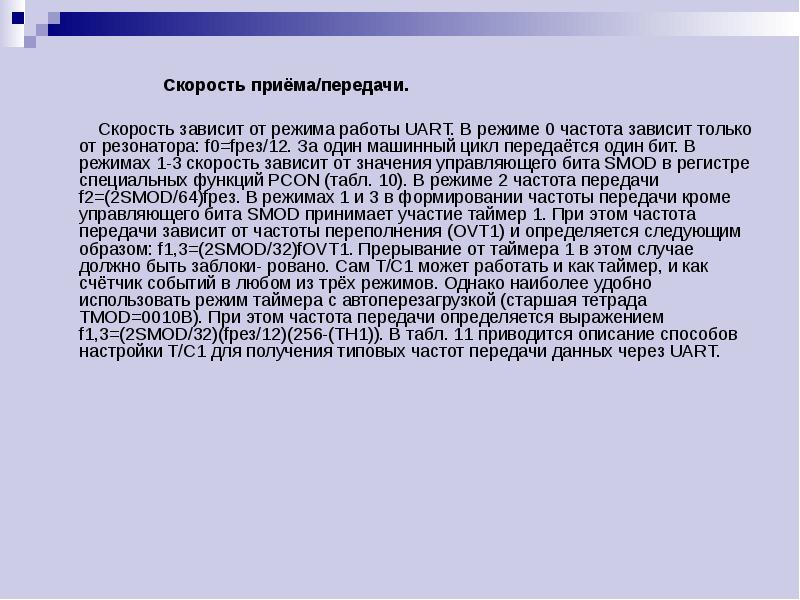 Скорость приёма/передачи.
Скорость зависит от режима работы UART. В режиме 0 частота зависит только
от резонатора: f0=fрез/12. За один машинный цикл передаётся один бит. В
режимах 1-3 скорость зависит от значения управляющего бита SMOD в регистре
специальных функций PCON (табл. 10). В режиме 2 частота передачи
f2=(2SMOD/64)fрез. В режимах 1 и 3 в формировании частоты передачи кроме
управляющего бита SMOD принимает участие таймер 1. При этом частота
передачи зависит от частоты переполнения (OVT1) и определяется следующим
образом: f1,3=(2SMOD/32)fOVT1. Прерывание от таймера 1 в этом случае
должно быть заблоки- ровано. Сам T/C1 может работать и как таймер, и как
счётчик событий в любом из трёх режимов. Однако наиболее удобно
использовать режим таймера с автоперезагрузкой (старшая тетрада
TMOD=0010B). При этом частота передачи определяется выражением
f1,3=(2SMOD/32)(fрез/12)(256-(TH1)). В табл. 11 приводится описание способов
настройки T/C1 для получения типовых частот передачи данных через UART.